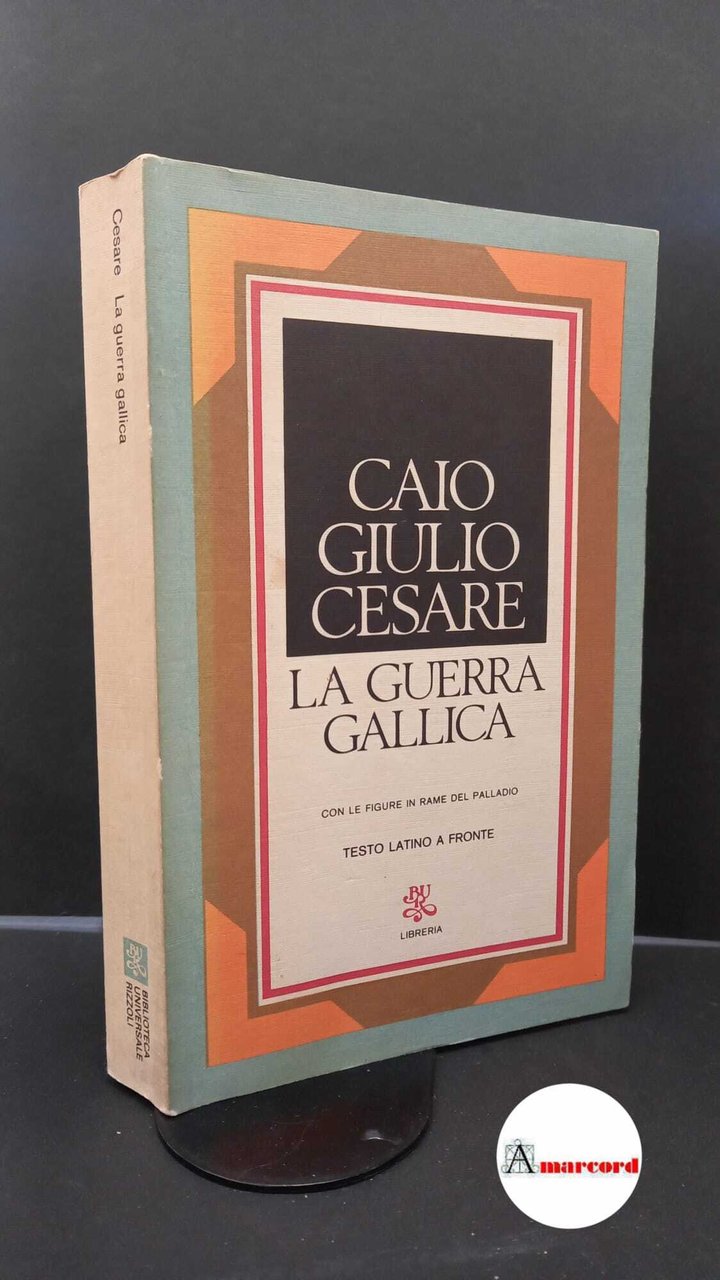 Cesare La guerra gallica
BUR
BIBLIOTECA
UNIVERSALE
RIZZOLI
CAIO
GIULIO
CESARE
LA GUERRA
GALLICA
CON LE FIGURE IN RAME DEL PALLADIO
TESTO LATINO A FRONTE
BUR
LIBRERIA
Amarcord